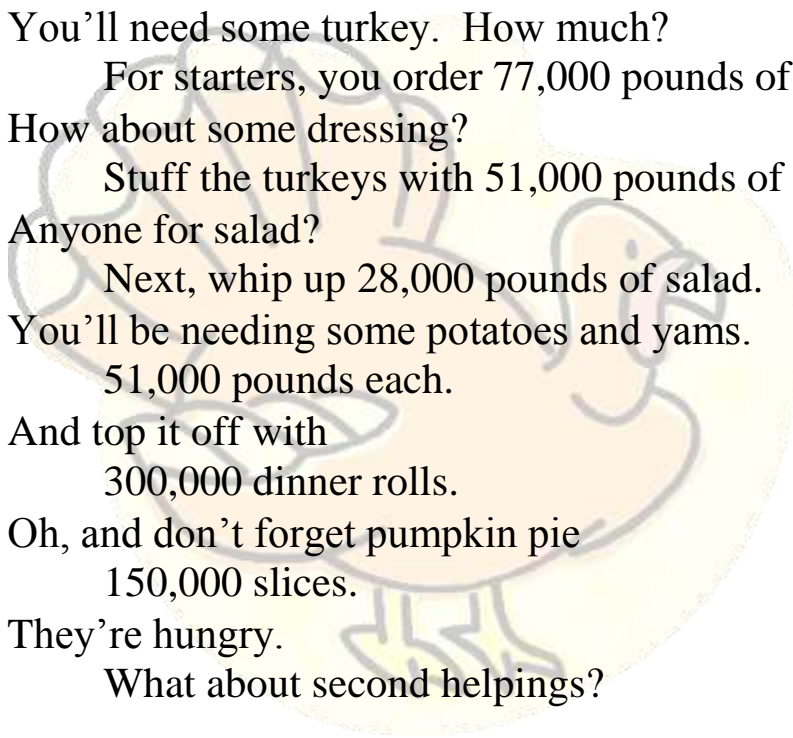 You’ll need some turkey.  How much?
For starters, you order 77,000 pounds of
How about some dressing?
Stuff the turkeys with 51,000 pounds of
Anyone for salad?
Next, whip up 28,000 pounds of salad.
You’ll be needing some potatoes and yams.
51,000 pounds each.
And top it off with
300,000 dinner rolls.
Oh, and don’t forget pumpkin pie
150,000 slices.
They’re hungry.
What about second helpings?